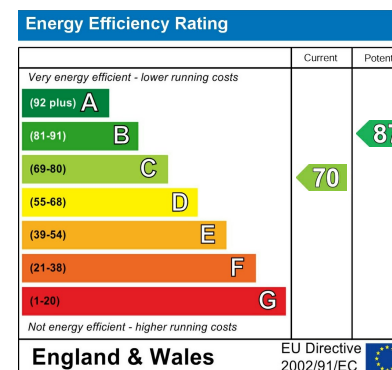 Energy Efficiency Rating
Current
Very energy efficient - lower running costs
(92 plus) A
(81-91) B
(69-80) C
70
(55-68) D
(39-54) E
(21-38) F
(1-20) G
Not energy efficient - higher running costs
England & Wales
EU Directive
2002/91/EC